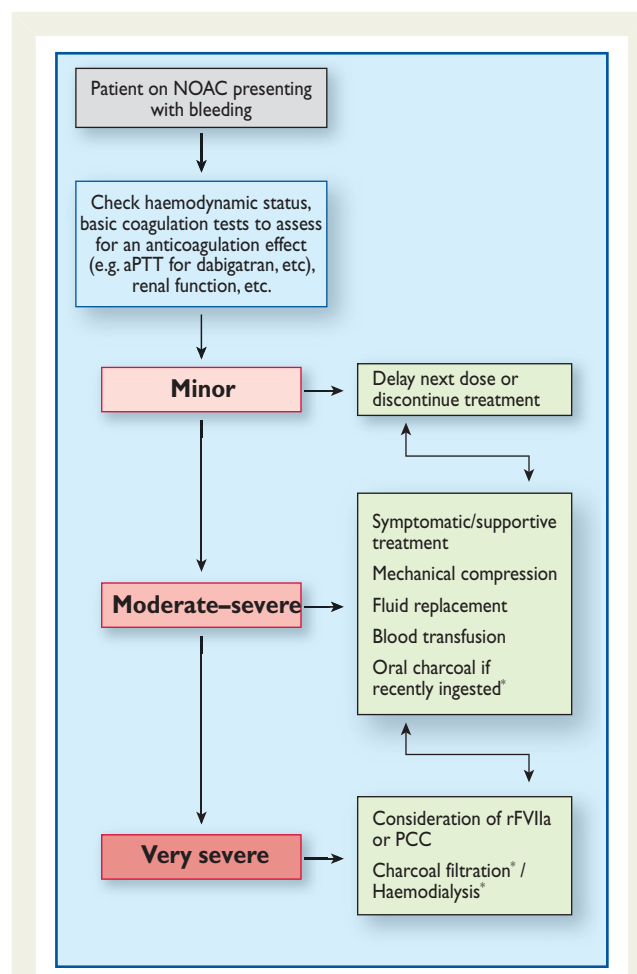 Patient on NOAC presenting
with bleeding
Check haemodynamic status,
basic coagulation tests to assess
for an anticoagulation effect
(e.g. aPTT for dabigatran, etc),
renal function, etc.
Minor
Delay next dose or
discontinue treatment
Moderate–severe
Symptomatic/supportive
treatment
Mechanical compression
Fluid replacement
Blood transfusion
Oral charcoal if
recently ingested*
Very severe
Consideration of rFVIIa
or PCC
Charcoal filtration* /
Haemodialysis*